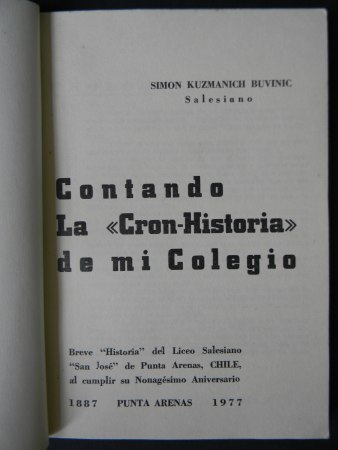 SIMON KUZMANICH BUVINIC
Salesiano
Contando
La «Cron-Historia»
de mi Colegio
Breve "Historia" del Liceo Salesiano
"San José" de Punta Arenas, CHILE,
al cumplir su Nonagésimo Aniversario
1887 PUNTA ARENAS 1977